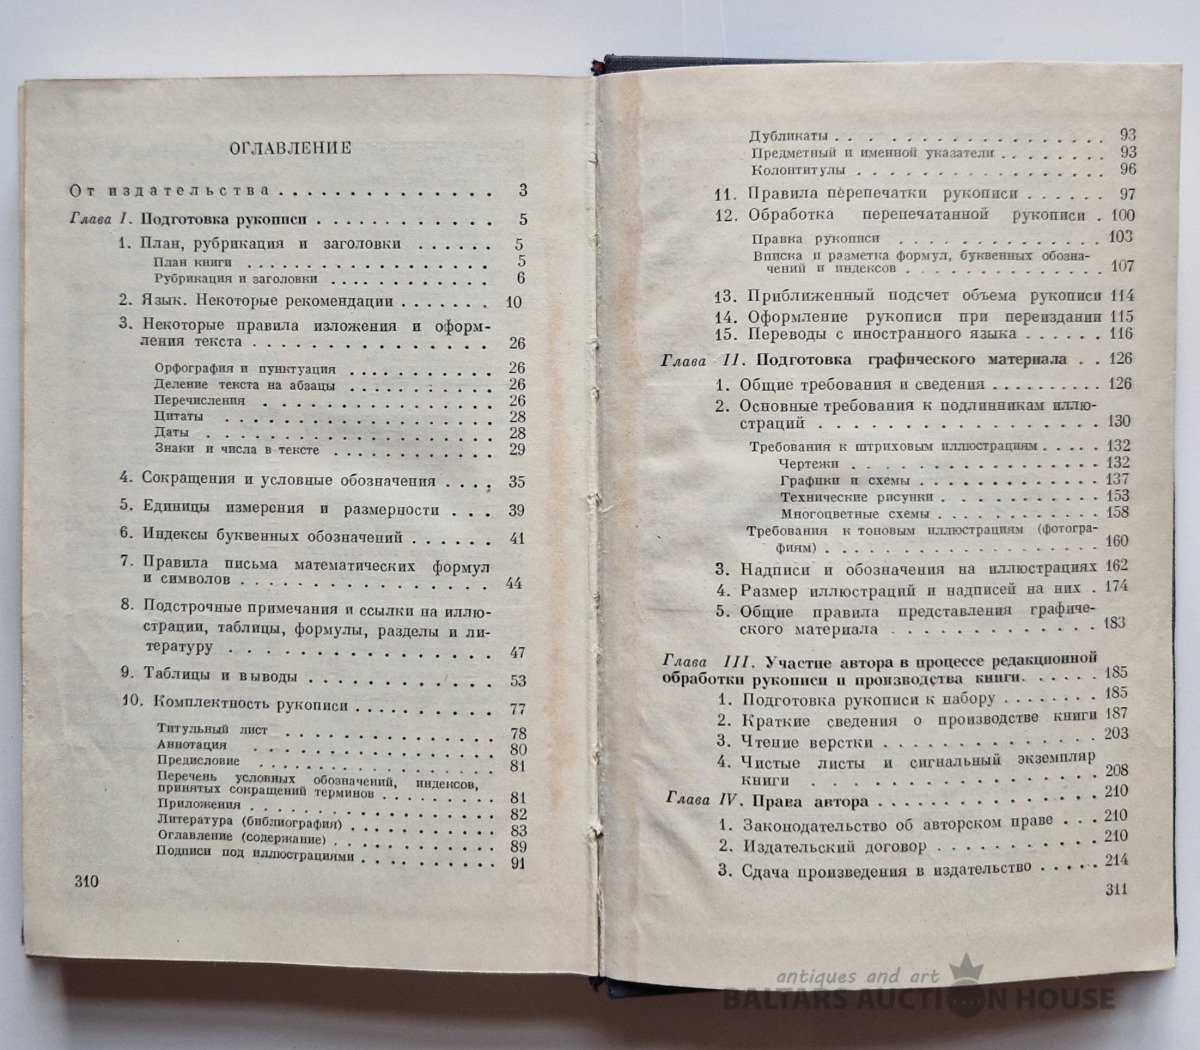 ОГЛАВЛЕНИЕ
От издательства . . . . . . . . . . . . . . 3
Глава I. Подготовка рукописи . . . . . . . . . . . 5
1. План, рубрикация и заголовки . . . . . . 5
План книги . . . . . . . . . . . . . . . 5
Рубрикация и заголовки . . . . . . . . . . 6
2. Язык. Некоторые рекомендации . . . . . . . 10
3. Некоторые правила изложения и оформ-
ления текста . . . . . . . . . . . . . . . 26
Орфография и пунктуация . . . . . . . . . 26
Деление текста на абзацы . . . . . . . . . 26
Перечисления . . . . . . . . . . . . . . 26
Цитаты . . . . . . . . . . . . . . . . . 28
Даты . . . . . . . . . . . . . . . . . . 28
Знаки и числа в тексте . . . . . . . . . . 29
4. Сокращения и условные обозначения . . . . 35
5. Единицы измерения и размерности . . . 39
6. Индексы буквенных обозначений . . . . . . 41
7. Правила письма математических формул
и символов . . . . . . . . . . . . . . . . 44
8. Подстрочные примечания и ссылки на иллю-
страции, таблицы, формулы, разделы и ли-
тературу . . . . . . . . . . . . . . . . . 47
9. Таблицы и выводы . . . . . . . . . . . . 53
10. Комплектность рукописи . . . . . . . . . 77
Титульный лист . . . . . . . . . . . . . 78
Аннотация . . . . . . . . . . . . . . . 80
Предисловие . . . . . . . . . . . . . . 81
Перечень условных обозначений, индексов,
принятых сокращений терминов . . . . . . . 81
Приложения . . . . . . . . . . . . . . . 82
Литература (библиография) . . . . . . . . . 83
Оглавление (содержание) . . . . . . . . . . 89
Подписи под иллюстрациями . . . . . . . . 91
310
Дубликаты . . . . . . . . . . . . . . . 93
Предметный и именной указатели . . . . . . . 93
Колонтитулы . . . . . . . . . . . . . . 96
11. Правила перепечатки рукописи . . . . . . 97
12. Обработка перепечатанной рукописи . 100
Правка рукописи . . . . . . . . . . . . 103
Вписка и разметка формул, буквенных обозна-
чений и индексов . . . . . . . . . . . . 107
13. Приближенный подсчет объема рукописи 114
14. Оформление рукописи при переиздании 115
15. Переводы с иностранного языка . . . . . . 116
Глава II. Подготовка графического материала . . 126
1. Общие требования и сведения . . . . . . . . . 126
2. Основные требования к подлинникам иллю-
страций . . . . . . . . . . . . . . . . 130
Требования к штриховым иллюстрациям . . . . . 132
Чертежи . . . . . . . . . . . . . . . 132
Графики и схемы . . . . . . . . . . . . 137
Технические рисунки . . . . . . . . . . . 153
Многоцветные схемы . . . . . . . . . . . 158
Требования к тоновым иллюстрациям (фотогра-
фиям) . . . . . . . . . . . . . . . . . 160
3. Надписи и обозначения на иллюстрациях 162
4. Размер иллюстраций и надписей на них . . 174
5. Общие правила представления графиче-
ского материала . . . . . . . . . . . . . 183
Глава III. Участие автора в процессе редакционной
обработки рукописи и производства книги . . . . . . 185
1. Подготовка рукописи к набору . . . . . . . 185
2. Краткие сведения о производстве книги 187
3. Чтение верстки . . . . . . . . . . . . . 203
4. Чистые листы и сигнальный экземпляр
книги . . . . . . . . . . . . . . . . . 208
Глава IV. Права автора . . . . . . . . . . . . . . 210
1. Законодательство об авторском праве . . . 210
2. Издательский договор . . . . . . . . . . 210
3. Сдача произведения в издательство . . . . . 214
311
antiques and art
BALTARS AUCTION HOUSE